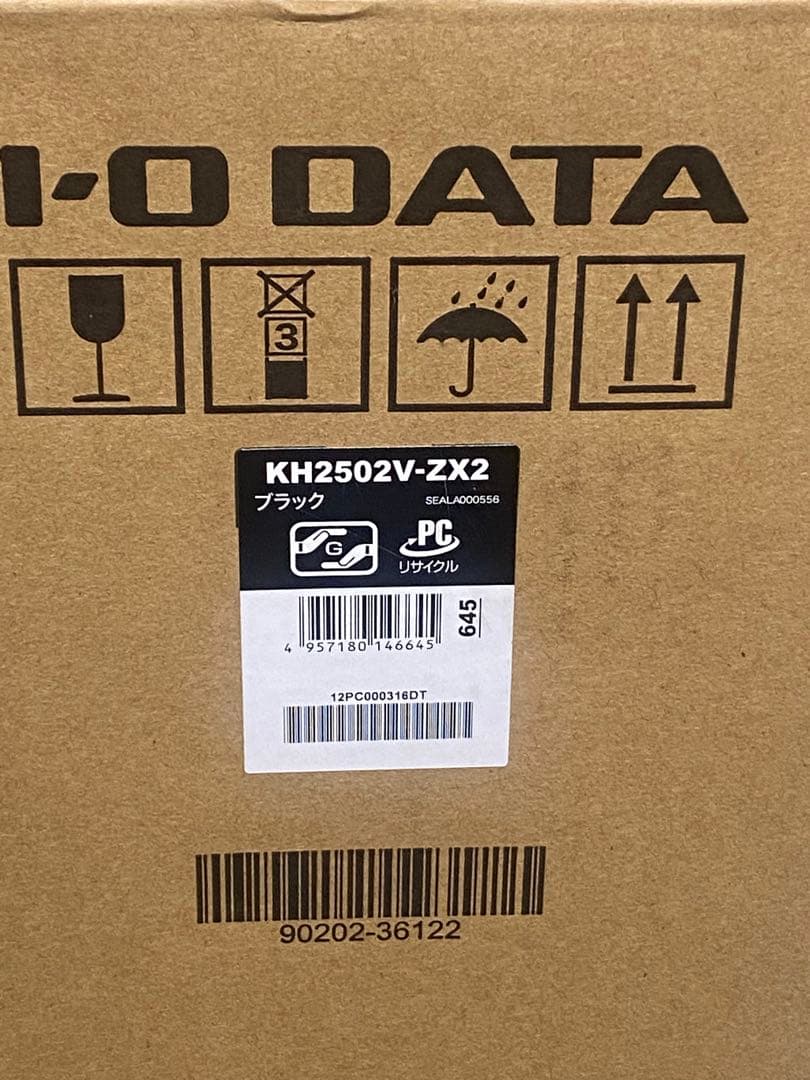 I-O DATA
3
KH2502V-ZX2
ブラック SEALA000556
G PC
リサイクル
645
4 957180 146645
12PC000316DT
90202-36122